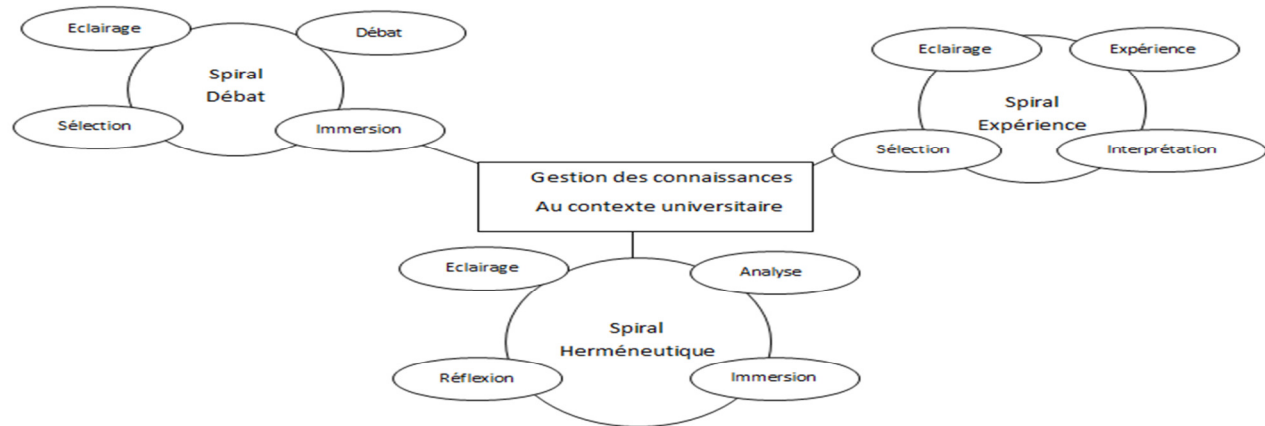 Eclairage
Débat
Spiral
Débat
Sélection
Immersion
Eclairage
Expérience
Spiral
Expérience
Sélection
Interprétation
Gestion des connaissances
Au contexte universitaire
Eclairage
Analyse
Spiral
Herméneutique
Réflexion
Immersion